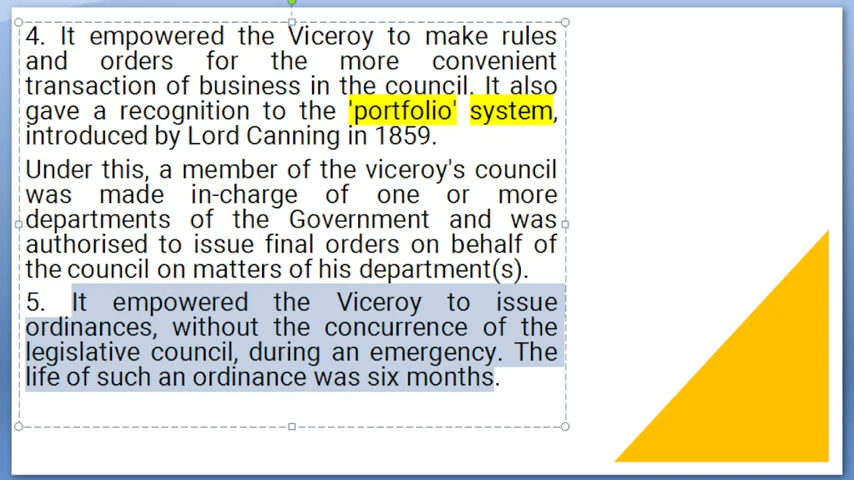 4. It empowered the Viceroy to make rules
and orders for the more convenient
transaction of business in the council. It also
gave a recognition to the 'portfolio' system,
introduced by Lord Canning in 1859.
Under this, a member of the viceroy's council
was made in-charge of one or more
departments of the Government and was
authorised to issue final orders on behalf of
the council on matters of his department(s).
5. It empowered the Viceroy to issue
ordinances, without the concurrence of the
legislative council, during an emergency. The
life of such an ordinance was six months.